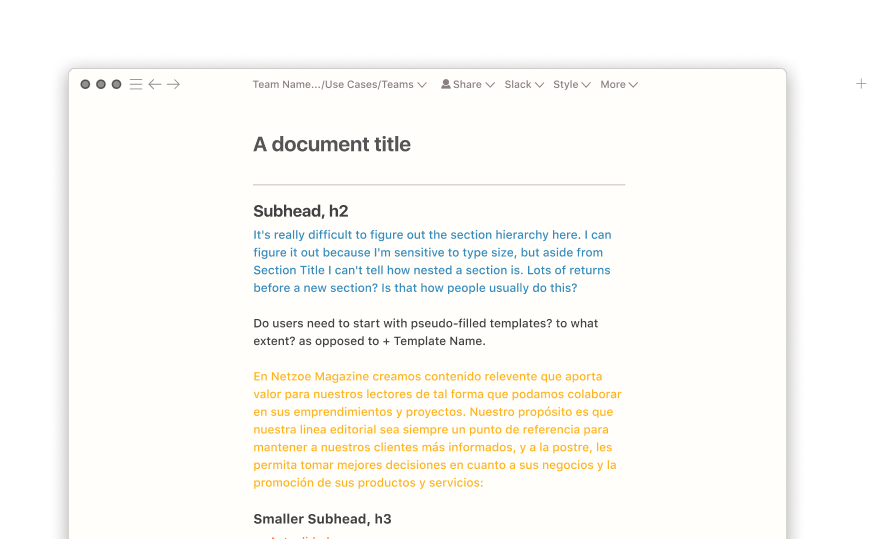 Team Name.../Use Cases/Teams Share Slack Style More
A document title
Subhead, h2
It's really difficult to figure out the section hierarchy here. I can
figure it out because I'm sensitive to type size, but aside from
Section Title I can't tell how nested a section is. Lots of returns
before a new section? Is that how people usually do this?
Do users need to start with pseudo-filled templates? to what
extent? as opposed to + Template Name.
En Netzoe Magazine creamos contenido relevente que aporta
valor para nuestros lectores de tal forma que podamos colaborar
en sus emprendimientos y proyectos. Nuestro propósito es que
nuestra linea editorial sea siempre un punto de referencia para
mantener a nuestros clientes más informados, y a la postre, les
permita tomar mejores decisiones en cuanto a sus negocios y la
promoción de sus productos y servicios:
Smaller Subhead, h3